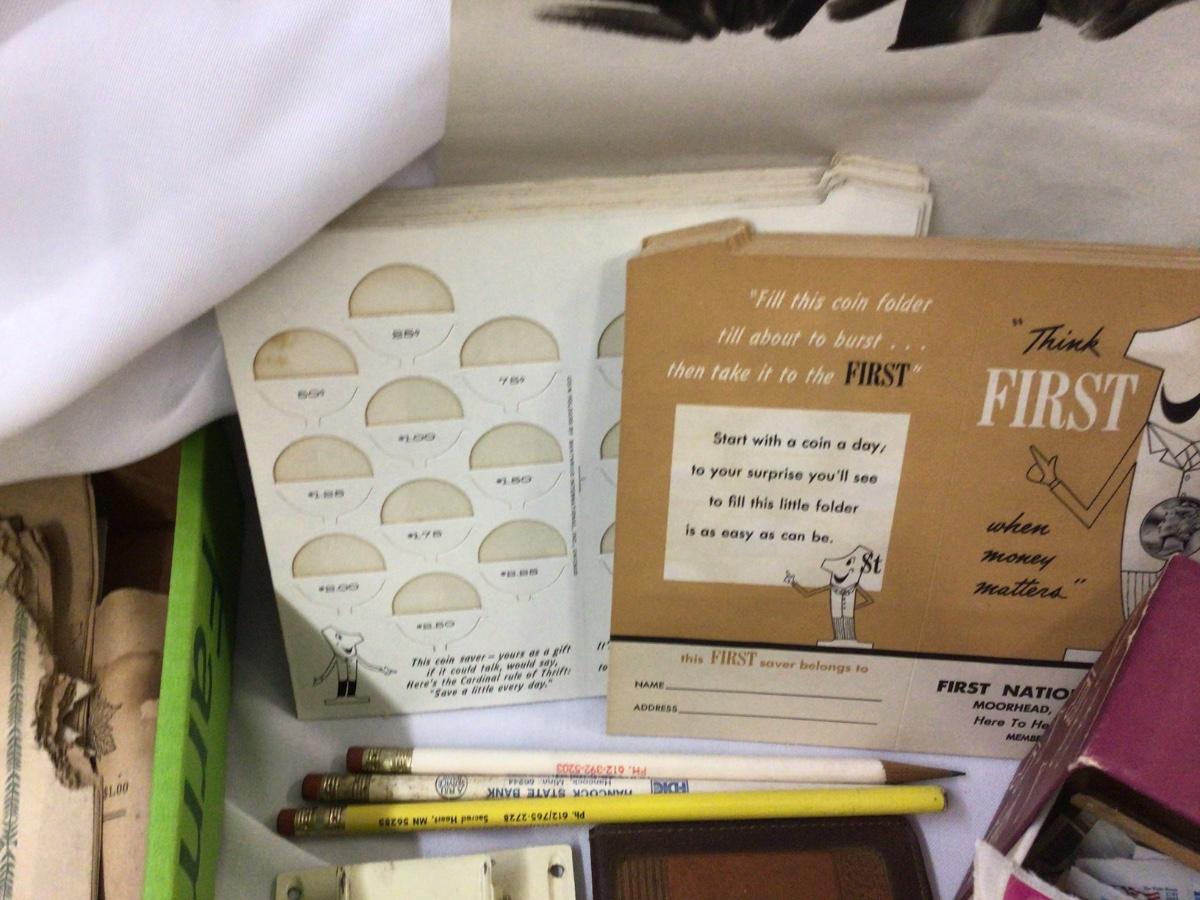 25¢
50¢
75¢
$1.00
$1.25
$1.50
$1.75
$2.00
$2.25
$2.50
This coin saver – yours as a gift
if it could talk, would say,
Here's the Cardinal rule of Thrift:
"Save a little every day."
"Fill this coin folder
till about to burst . . .
then take it to the FIRST"
Start with a coin a day,
to your surprise you'll see
to fill this little folder
is as easy as can be.
$t
"Think
FIRST
when
money
matters"
this FIRST saver belongs to
NAME
ADDRESS
FIRST NATIO
MOORHEAD,
Here To He
MEMBE
PH. 612-392-5203
FDIC
HANCOCK STATE BANK
Hancock, Minn. 56244
Ph. 612/765-2728
Sacred Heart, MN 56285
$1.00